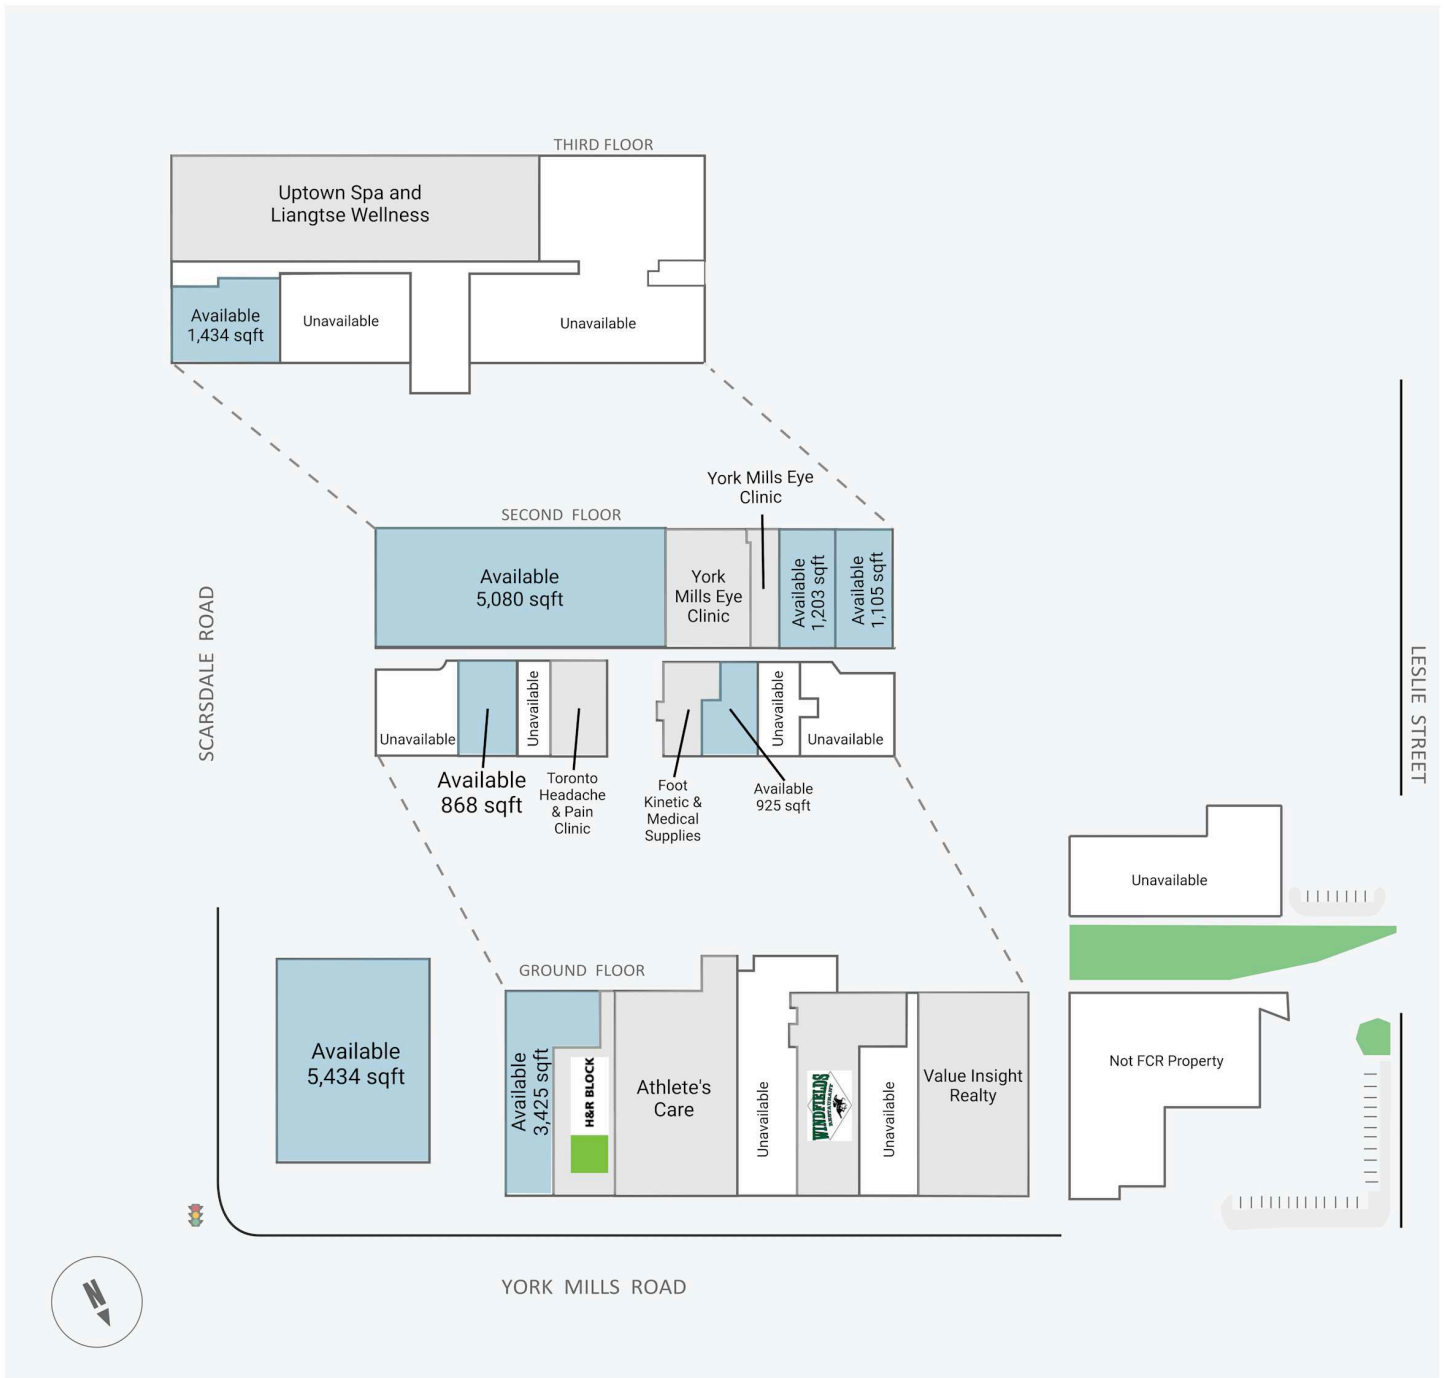 THIRD FLOOR
Uptown Spa and
Liangtse Wellness
Available
1,434 sqft
Unavailable
Unavailable
York Mills Eye
Clinic
SECOND FLOOR
Available
5,080 sqft
York
Mills Eye
Clinic
Available
1,203 sqft
Available
1,105 sqft
Unavailable
Available
868 sqft
Unavailable
Toronto
Headache
& Pain
Clinic
Foot
Kinetic &
Medical
Supplies
Available
925 sqft
Unavailable
Unavailable
SCARSDALE ROAD
LESLIE STREET
Unavailable
GROUND FLOOR
Available
5,434 sqft
Available
3,425 sqft
H&R BLOCK
Athlete's
Care
Unavailable
WINDFIELDS
RESTAURANT
Unavailable
Value Insight
Realty
Not FCR Property
YORK MILLS ROAD
N